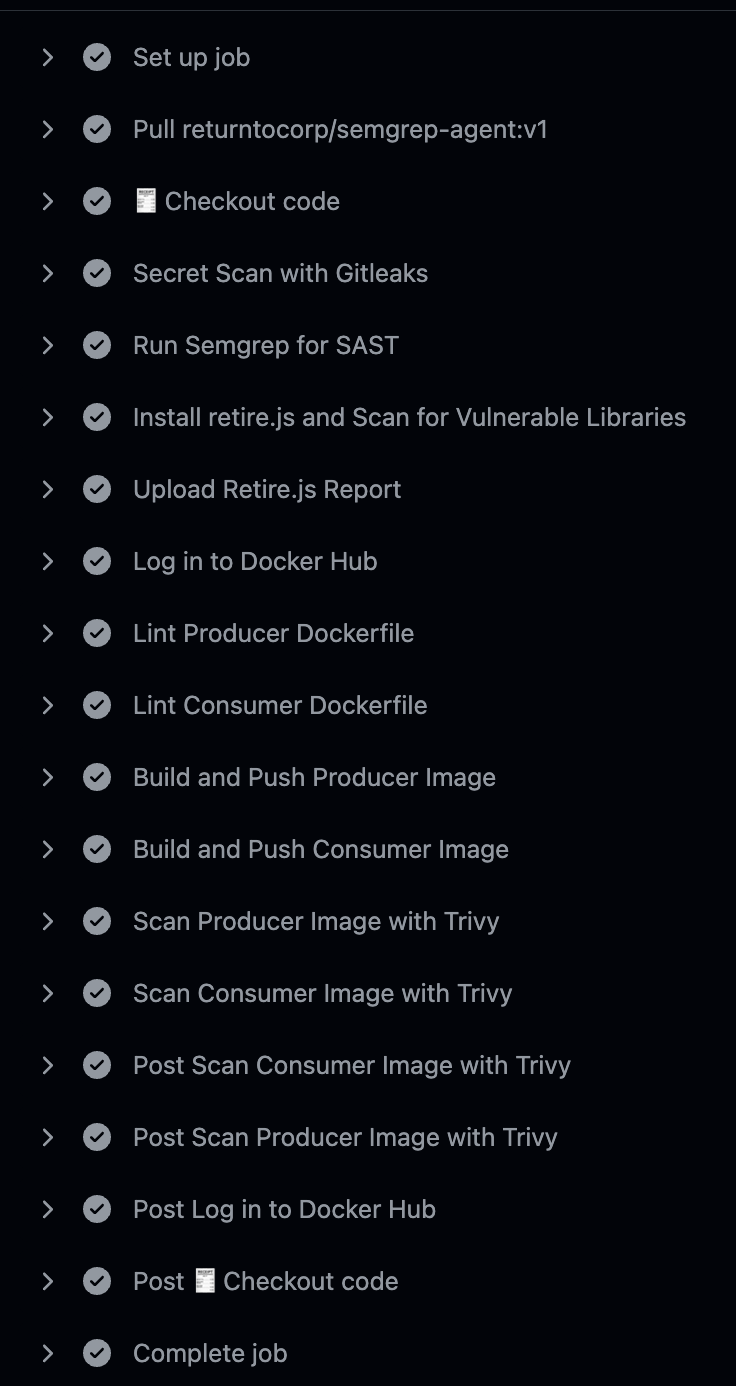 Set up job
Pull returntocorp/semgrep-agent:v1
🧾 Checkout code
Secret Scan with Gitleaks
Run Semgrep for SAST
Install retire.js and Scan for Vulnerable Libraries
Upload Retire.js Report
Log in to Docker Hub
Lint Producer Dockerfile
Lint Consumer Dockerfile
Build and Push Producer Image
Build and Push Consumer Image
Scan Producer Image with Trivy
Scan Consumer Image with Trivy
Post Scan Consumer Image with Trivy
Post Scan Producer Image with Trivy
Post Log in to Docker Hub
Post 🧾 Checkout code
Complete job